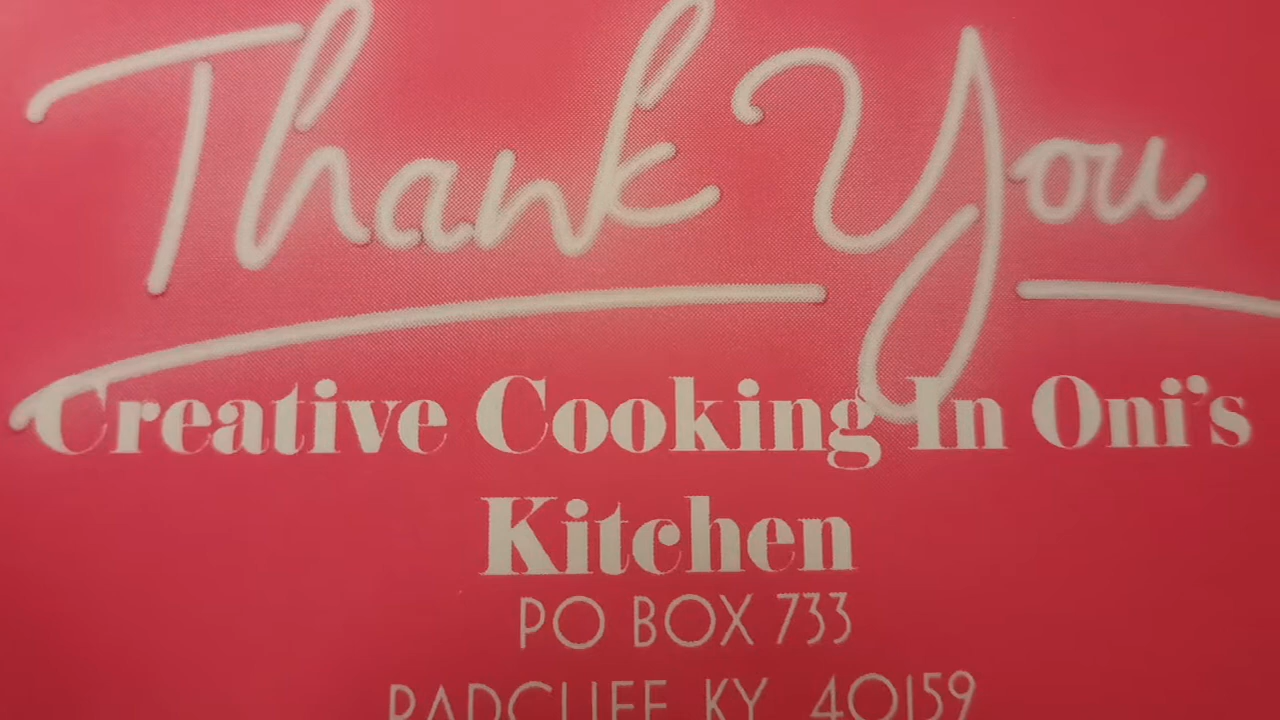 Thank You
Creative Cooking In Oni's
Kitchen
PO BOX 733
RADCLIFF KY 40159